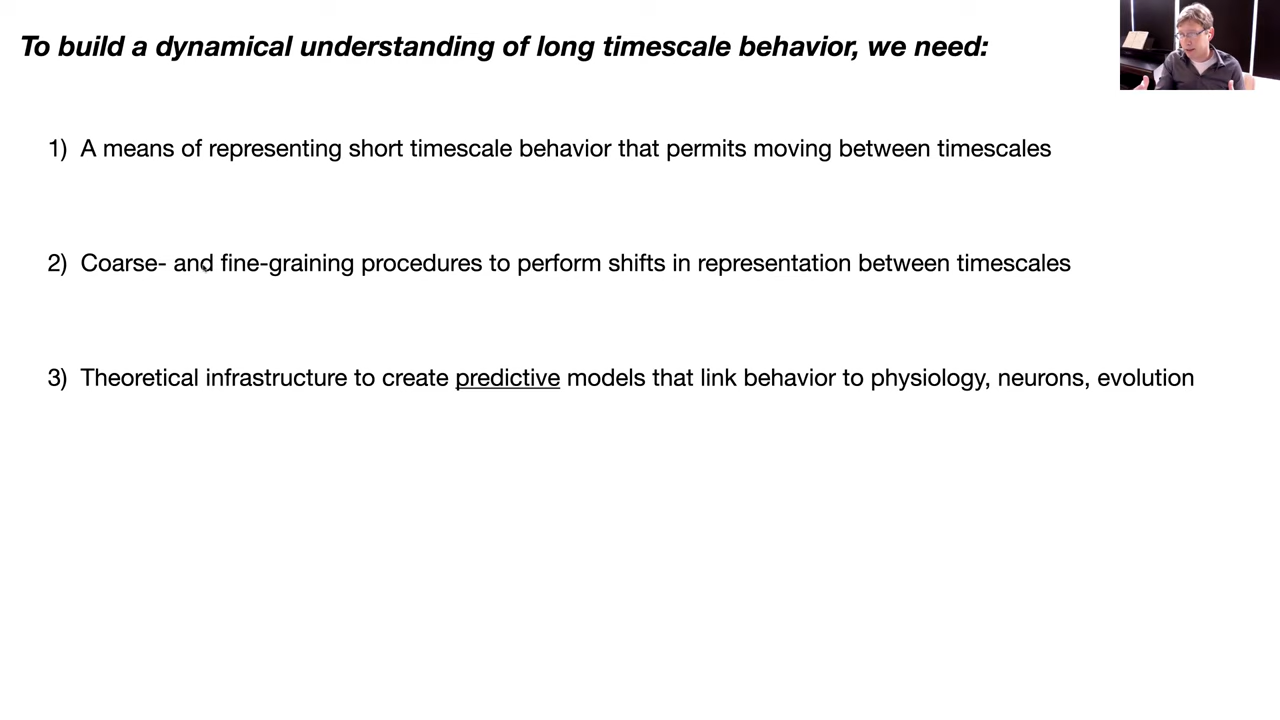 To build a dynamical understanding of long timescale behavior, we need:
1) A means of representing short timescale behavior that permits moving between timescales
2) Coarse- and fine-graining procedures to perform shifts in representation between timescales
3) Theoretical infrastructure to create predictive models that link behavior to physiology, neurons, evolution